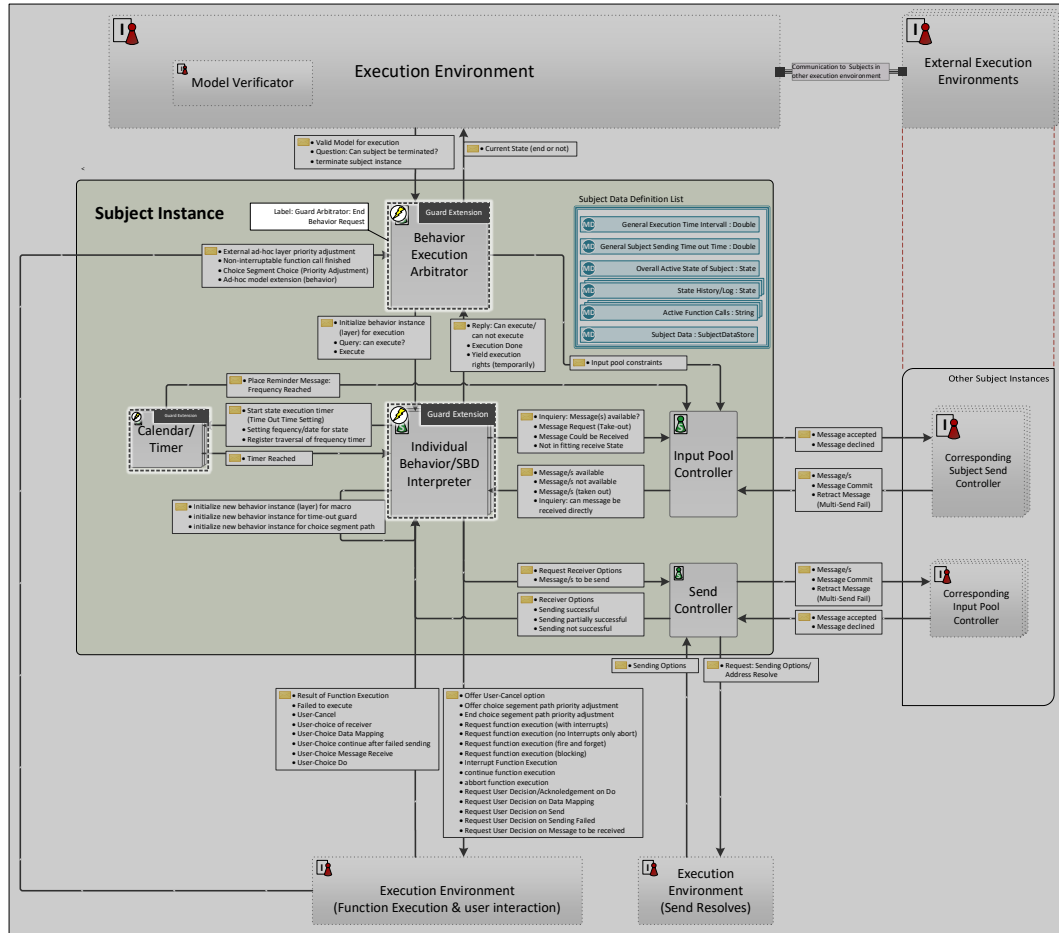 Execution Environment
Model Verificator
External Execution
Environments
Communication to Subjects in
other execution envoironment
Valid Model for execution
Question: Can subject be terminated?
terminate subject instance
Current State (end or not)
<
Subject Instance
Label: Guard Arbitrator: End
Behavior Request
Guard Extension
Behavior
Execution
Arbitrator
Subject Data Definition List
MD
General Execution Time Intervall : Double
MD
General Subject Sending Time out Time : Double
MD
Overall Active State of Subject : State
MD
State History/Log : State
MD
Active Function Calls : String
MD
Subject Data : SubjectDataStore
External ad-hoc layer priority adjustment
Non-interruptable function call finished
Choice Segment Choice (Priority Adjustment)
Ad-hoc model extension (behavior)
Initialize behavior Instance
(layer) for execution
Query: can execute?
Execute
Reply: Can execute/
can not execute
Execution Done
Yield execution
rights (temporarily)
Input pool constraints
Other Subject Instances
Place Reminder Message:
Frequency Reached
Guard Extension
Calendar/
Timer
Start state execution timer
(Time Out Time Setting)
Setting fequency/date for state
Register traversal of frequency timer
Timer Reached
Guard Extension
Individual
Behavior/SBD
Interpreter
Inquiry: Message(s) available?
Message Request (Take-out)
Message Could be Received
Not in fitting receive State
Message/s available
Message/s not available
Message/s (taken out)
Inquiry: can message be
received directly
Input Pool
Controller
Message accepted
Message declined
Message/s
Message Commit
Retract Message
(Multi-Send Fail)
Corresponding
Subject Send
Controller
Initialize new behavior instance (layer) for macro
initialize new behavior instance for time-out guard
initialize new behavior instance for choice segment path
Request Receiver Options
Message/s to be send
Receiver Options
Sending successful
Sending partially successful
Sending not successful
Send
Controller
Message/s
Message Commit
Retract Message
(Multi-Send Fail)
Message accepted
Message declined
Corresponding
Input Pool
Controller
Sending Options
Request: Sending Options/
Address Resolve
Result of Function Execution
Failed to execute
User-Cancel
User-choice of receiver
User-Choice Data Mapping
User-Choice continue after failed sending
User-Choice Message Receive
User-Choice Do
Offer User-Cancel option
Offer choice segement path priority adjustment
End choice segement path priority adjustment
Request function execution (with interrupts)
Request function execution (no Interrupts only abort)
Request function execution (fire and forget)
Request function execution (blocking)
Interrupt Function Execution
continue function execution
abbort function execution
Request User Decision/Acknoledgement on Do
Request User Decision on Data Mapping
Request User Decision on Send
Request User Decision on Sending Failed
Request User Decision on Message to be received
Execution Environment
(Function Execution & user interaction)
Execution
Environment
(Send Resolves)